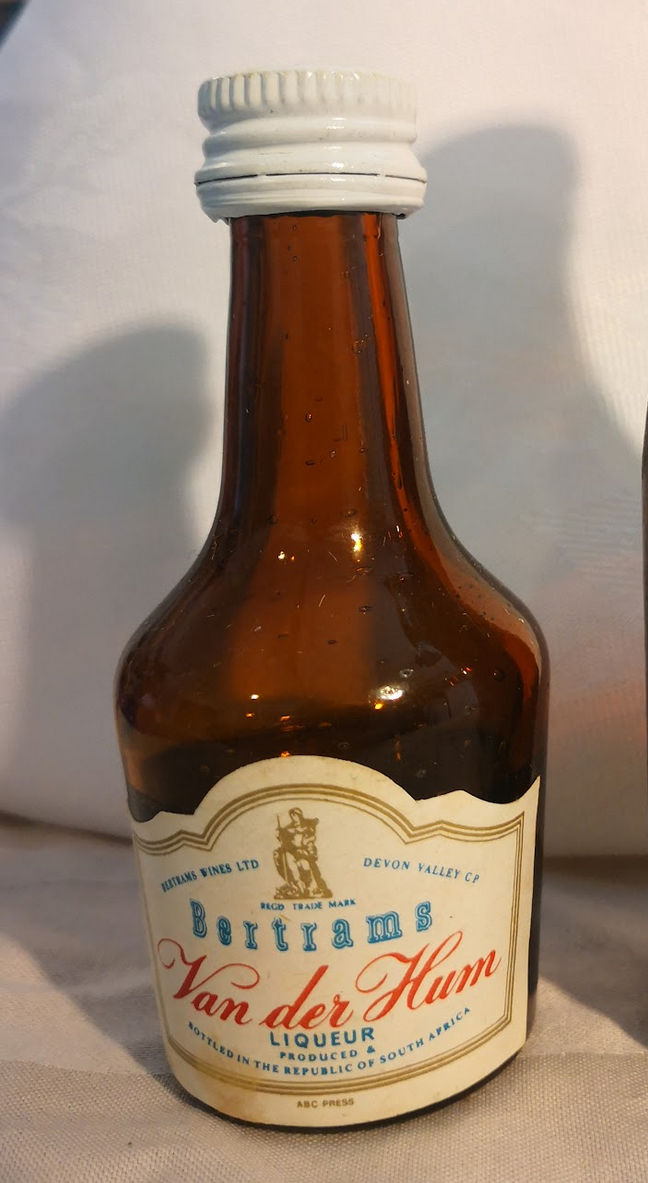 BERTRAMS WINES LTD DEVON VALLEY CP
REGD TRADE MARK
Bertrams
Van der Hum
LIQUEUR
PRODUCED &
BOTTLED IN THE REPUBLIC OF SOUTH AFRICA
ABC PRESS